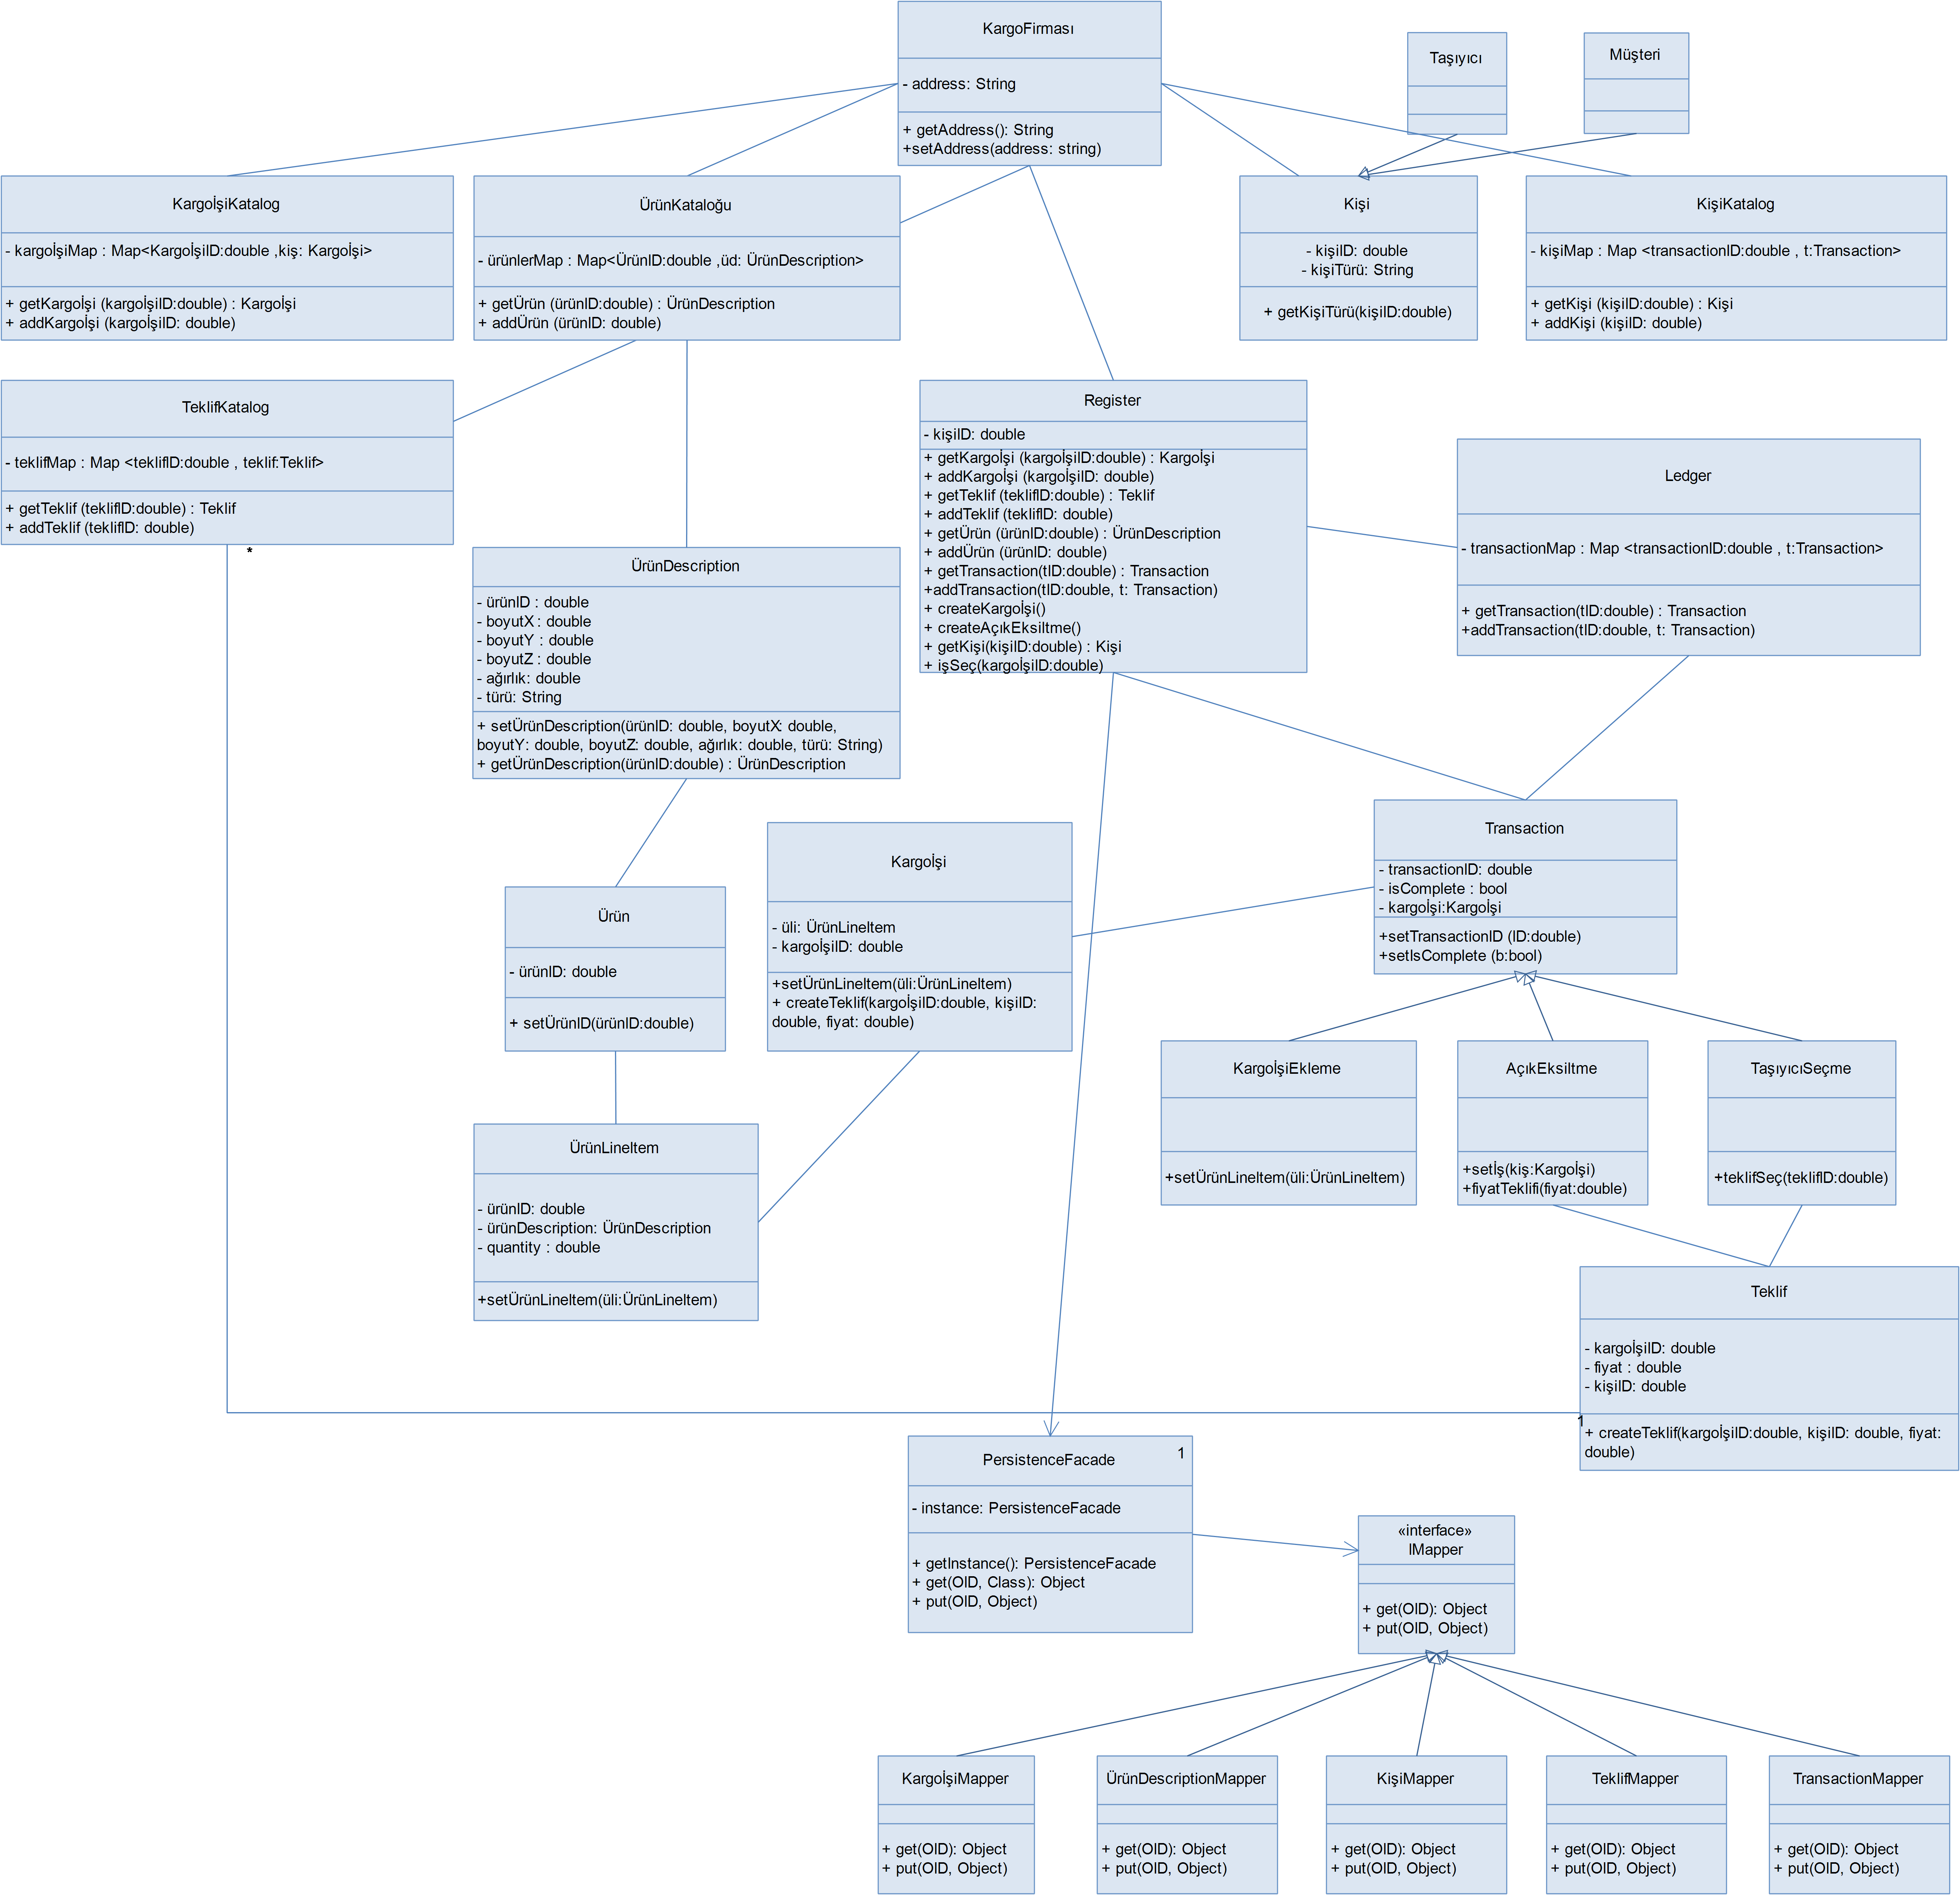 KargoFirması
- address: String
+ getAddress(): String
+setAddress(address: string)
Taşıyıcı
Müşteri
KargoİşiKatalog
- kargoİşiMap : Map<KargoİşiID:double ,kiş: Kargoİşi>
+ getKargoİşi (kargoİşiID:double) : Kargoİşi
+ addKargoİşi (kargoİşiID: double)
ÜrünKataloğu
- ürünlerMap : Map<ÜrünID:double ,üd: ÜrünDescription>
+ getÜrün (ürünID:double) : ÜrünDescription
+ addÜrün (ürünID: double)
Kişi
- kişiID: double
- kişiTürü: String
+ getKişiTürü(kişiID:double)
KişiKatalog
- kişiMap : Map <transactionID:double , t:Transaction>
+ getKişi (kişiID:double) : Kişi
+ addKişi (kişiID: double)
TeklifKatalog
- teklifMap : Map <teklifID:double , teklif:Teklif>
+ getTeklif (teklifID:double) : Teklif
+ addTeklif (teklifID: double)
*
Register
- kişiID: double
+ getKargoİşi (kargoİşiID:double) : Kargoİşi
+ addKargoİşi (kargoİşiID: double)
+ getTeklif (teklifID:double) : Teklif
+ addTeklif (teklifID: double)
+ getÜrün (ürünID:double) : ÜrünDescription
+ addÜrün (ürünID: double)
+ getTransaction(tID:double) : Transaction
+addTransaction(tID:double, t: Transaction)
+ createKargoİşi()
+ createAçıkEksiltme()
+ getKişi(kişiID:double) : Kişi
+ işSeç(kargoİşiID:double)
Ledger
- transactionMap : Map <transactionID:double , t:Transaction>
+ getTransaction(tID:double) : Transaction
+addTransaction(tID:double, t: Transaction)
ÜrünDescription
- ürünID : double
- boyutX : double
- boyutY : double
- boyutZ : double
- ağırlık: double
- türü: String
+ setÜrünDescription(ürünID: double, boyutX: double,
boyutY: double, boyutZ: double, ağırlık: double, türü: String)
+ getÜrünDescription(ürünID:double) : ÜrünDescription
Transaction
- transactionID: double
- isComplete : bool
- kargoİşi:Kargoİşi
+setTransactionID (ID:double)
+setIsComplete (b:bool)
Kargoİşi
- üli: ÜrünLineItem
- kargoİşiID: double
+setÜrünLineItem(üli:ÜrünLineItem)
+ createTeklif(kargoİşiID:double, kişiID:
double, fiyat: double)
Ürün
- ürünID: double
+ setÜrünID(ürünID:double)
KargoİşiEkleme
+setÜrünLineItem(üli:ÜrünLineItem)
AçıkEksiltme
+setİş(kiş:Kargoİşi)
+fiyatTeklifi(fiyat:double)
TaşıyıcıSeçme
+teklifSeç(teklifID:double)
ÜrünLineItem
- ürünID: double
- ürünDescription: ÜrünDescription
- quantity : double
+setÜrünLineItem(üli:ÜrünLineItem)
Teklif
- kargoİşiID: double
- fiyat : double
- kişiID: double
1
+ createTeklif(kargoİşiID:double, kişiID: double, fiyat:
double)
PersistenceFacade
1
- instance: PersistenceFacade
+ getInstance(): PersistenceFacade
+ get(OID, Class): Object
+ put(OID, Object)
«interface»
IMapper
+ get(OID): Object
+ put(OID, Object)
KargoİşiMapper
+ get(OID): Object
+ put(OID, Object)
ÜrünDescriptionMapper
+ get(OID): Object
+ put(OID, Object)
KişiMapper
+ get(OID): Object
+ put(OID, Object)
TeklifMapper
+ get(OID): Object
+ put(OID, Object)
TransactionMapper
+ get(OID): Object
+ put(OID, Object)